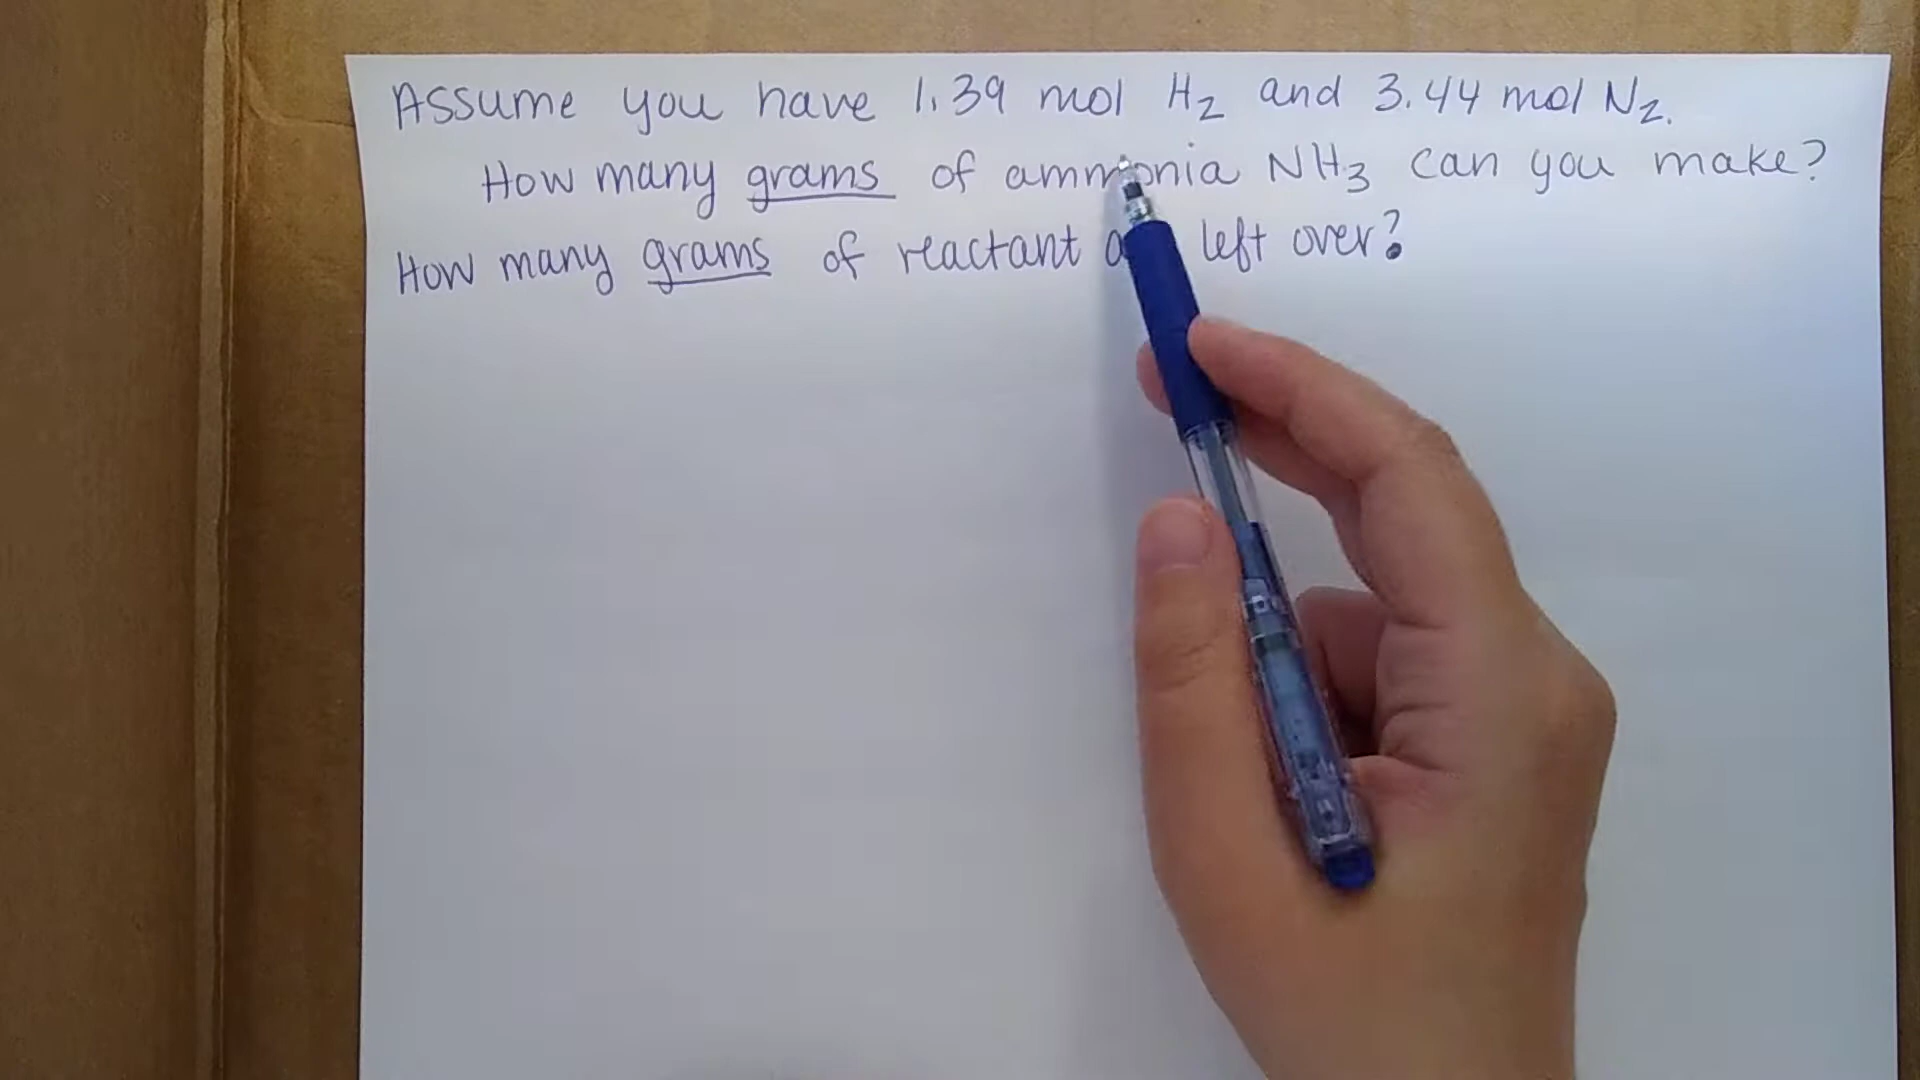 Assume you have 1.39 mol H2 and 3.44 mol N2.
How many grams of ammonia NH3 can you make?
How many grams of reactant left over?